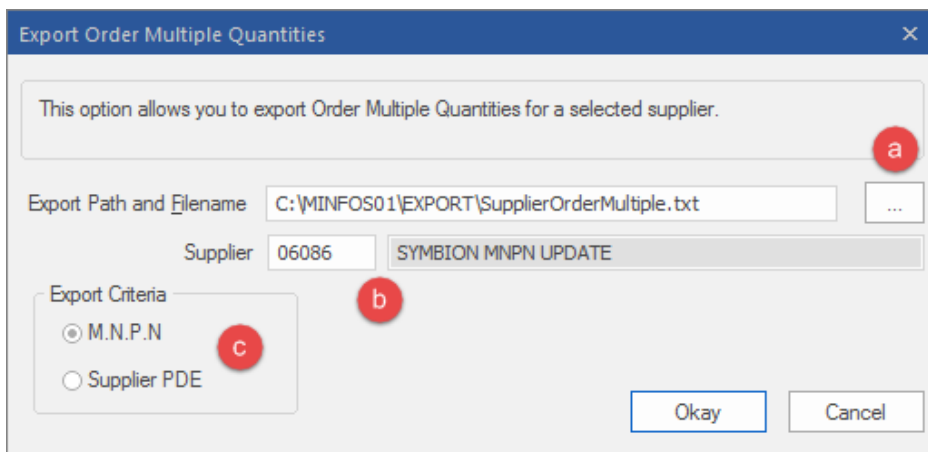 Export Order Multiple Quantities
This option allows you to export Order Multiple Quantities for a selected supplier.
a
Export Path and Filename C:\MINFOS01\EXPORT\SupplierOrderMultiple.txt ...
Supplier 06086 SYMBION MNPN UPDATE
b
Export Criteria
M.N.P.N
c
Supplier PDE
Okay Cancel